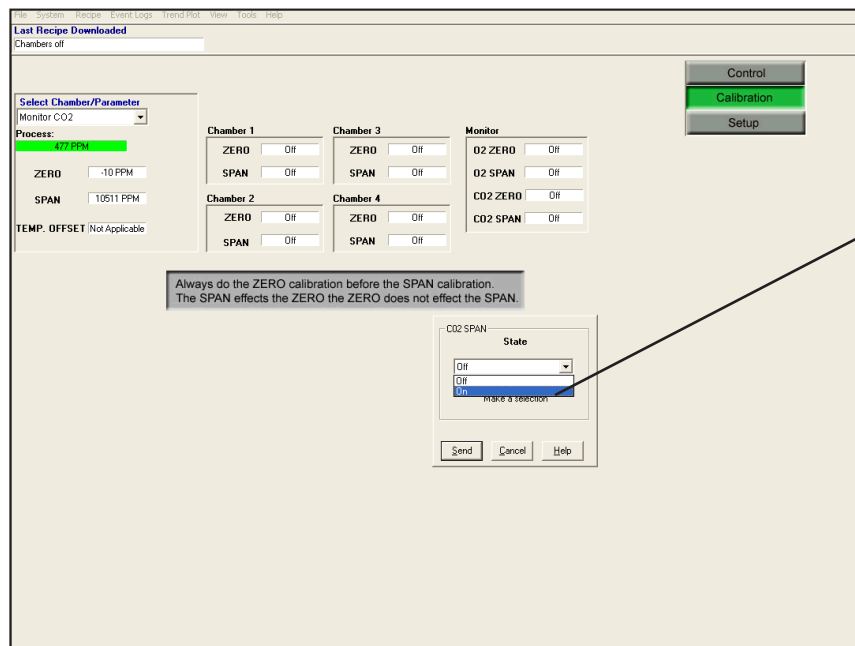 File System Recipe Event Logs Trend Plot View Tools Help
Last Recipe Downloaded
Chambers off
Control
Calibration
Setup
Select Chamber/Parameter
Monitor CO2
Process:
477 PPM
ZERO -10 PPM
SPAN 10511 PPM
TEMP. OFFSET Not Applicable
Chamber 1
ZERO Off
SPAN Off
Chamber 2
ZERO Off
SPAN Off
Chamber 3
ZERO Off
SPAN Off
Chamber 4
ZERO Off
SPAN Off
Monitor
O2 ZERO Off
O2 SPAN Off
CO2 ZERO Off
CO2 SPAN Off
Always do the ZERO calibration before the SPAN calibration.
The SPAN effects the ZERO the ZERO does not effect the SPAN.
CO2 SPAN
State
Off
Off
On
Make a selection
Send Cancel Help